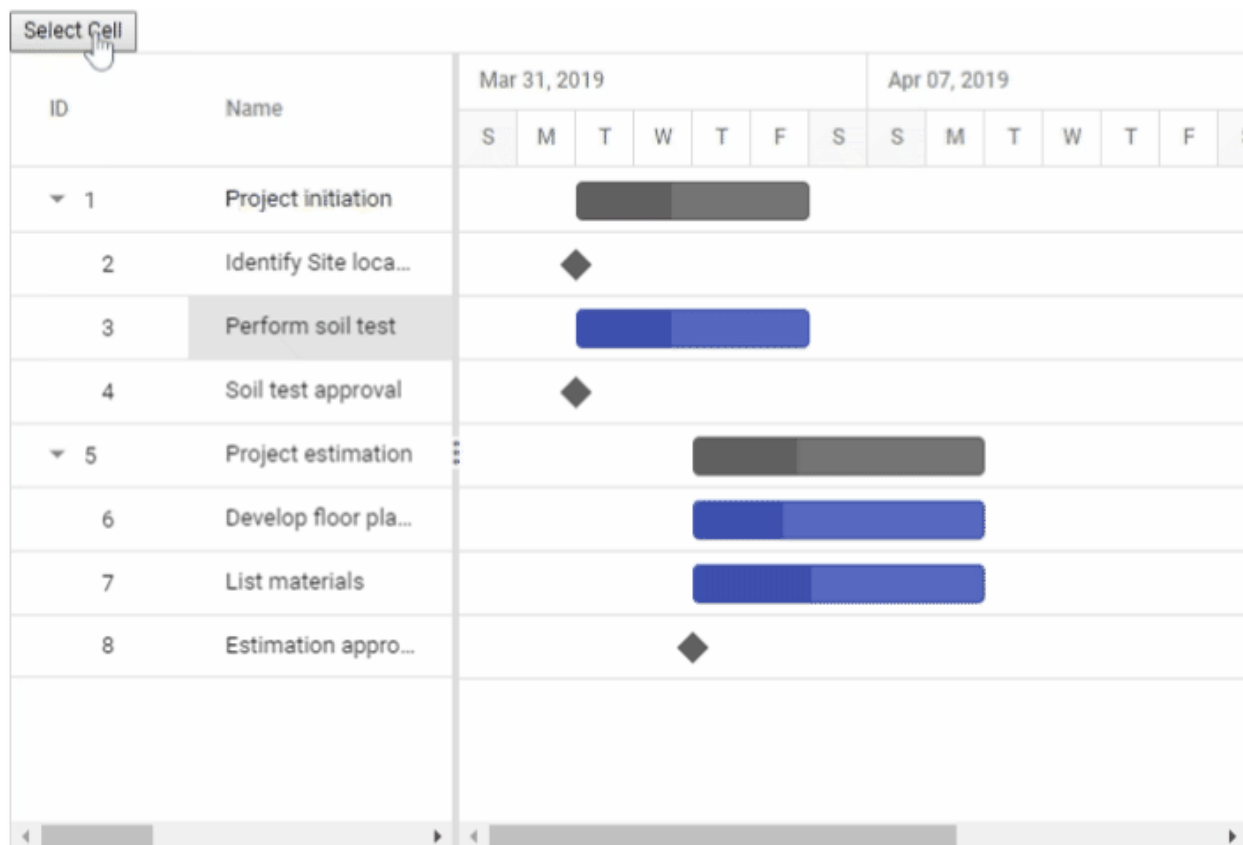 Select Cell
ID Name
Mar 31, 2019 Apr 07, 2019
S M T W T F S S M T W T F
1 Project initiation
2 Identify Site loca...
3 Perform soil test
4 Soil test approval
5 Project estimation
6 Develop floor pla...
7 List materials
8 Estimation appro...